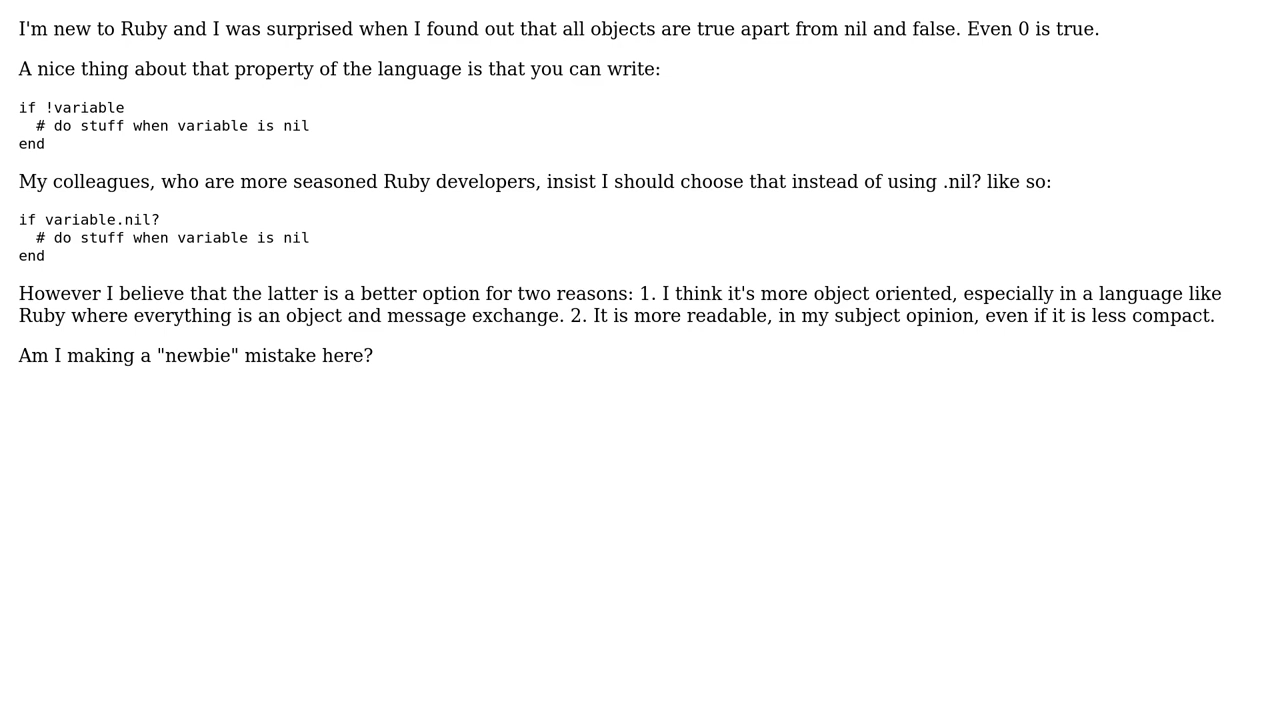 I'm new to Ruby and I was surprised when I found out that all objects are true apart from nil and false. Even 0 is true.
A nice thing about that property of the language is that you can write:
if !variable
  # do stuff when variable is nil
end
My colleagues, who are more seasoned Ruby developers, insist I should choose that instead of using .nil? like so:
if variable.nil?
  # do stuff when variable is nil
end
However I believe that the latter is a better option for two reasons: 1. I think it's more object oriented, especially in a language like
Ruby where everything is an object and message exchange. 2. It is more readable, in my subject opinion, even if it is less compact.
Am I making a "newbie" mistake here?